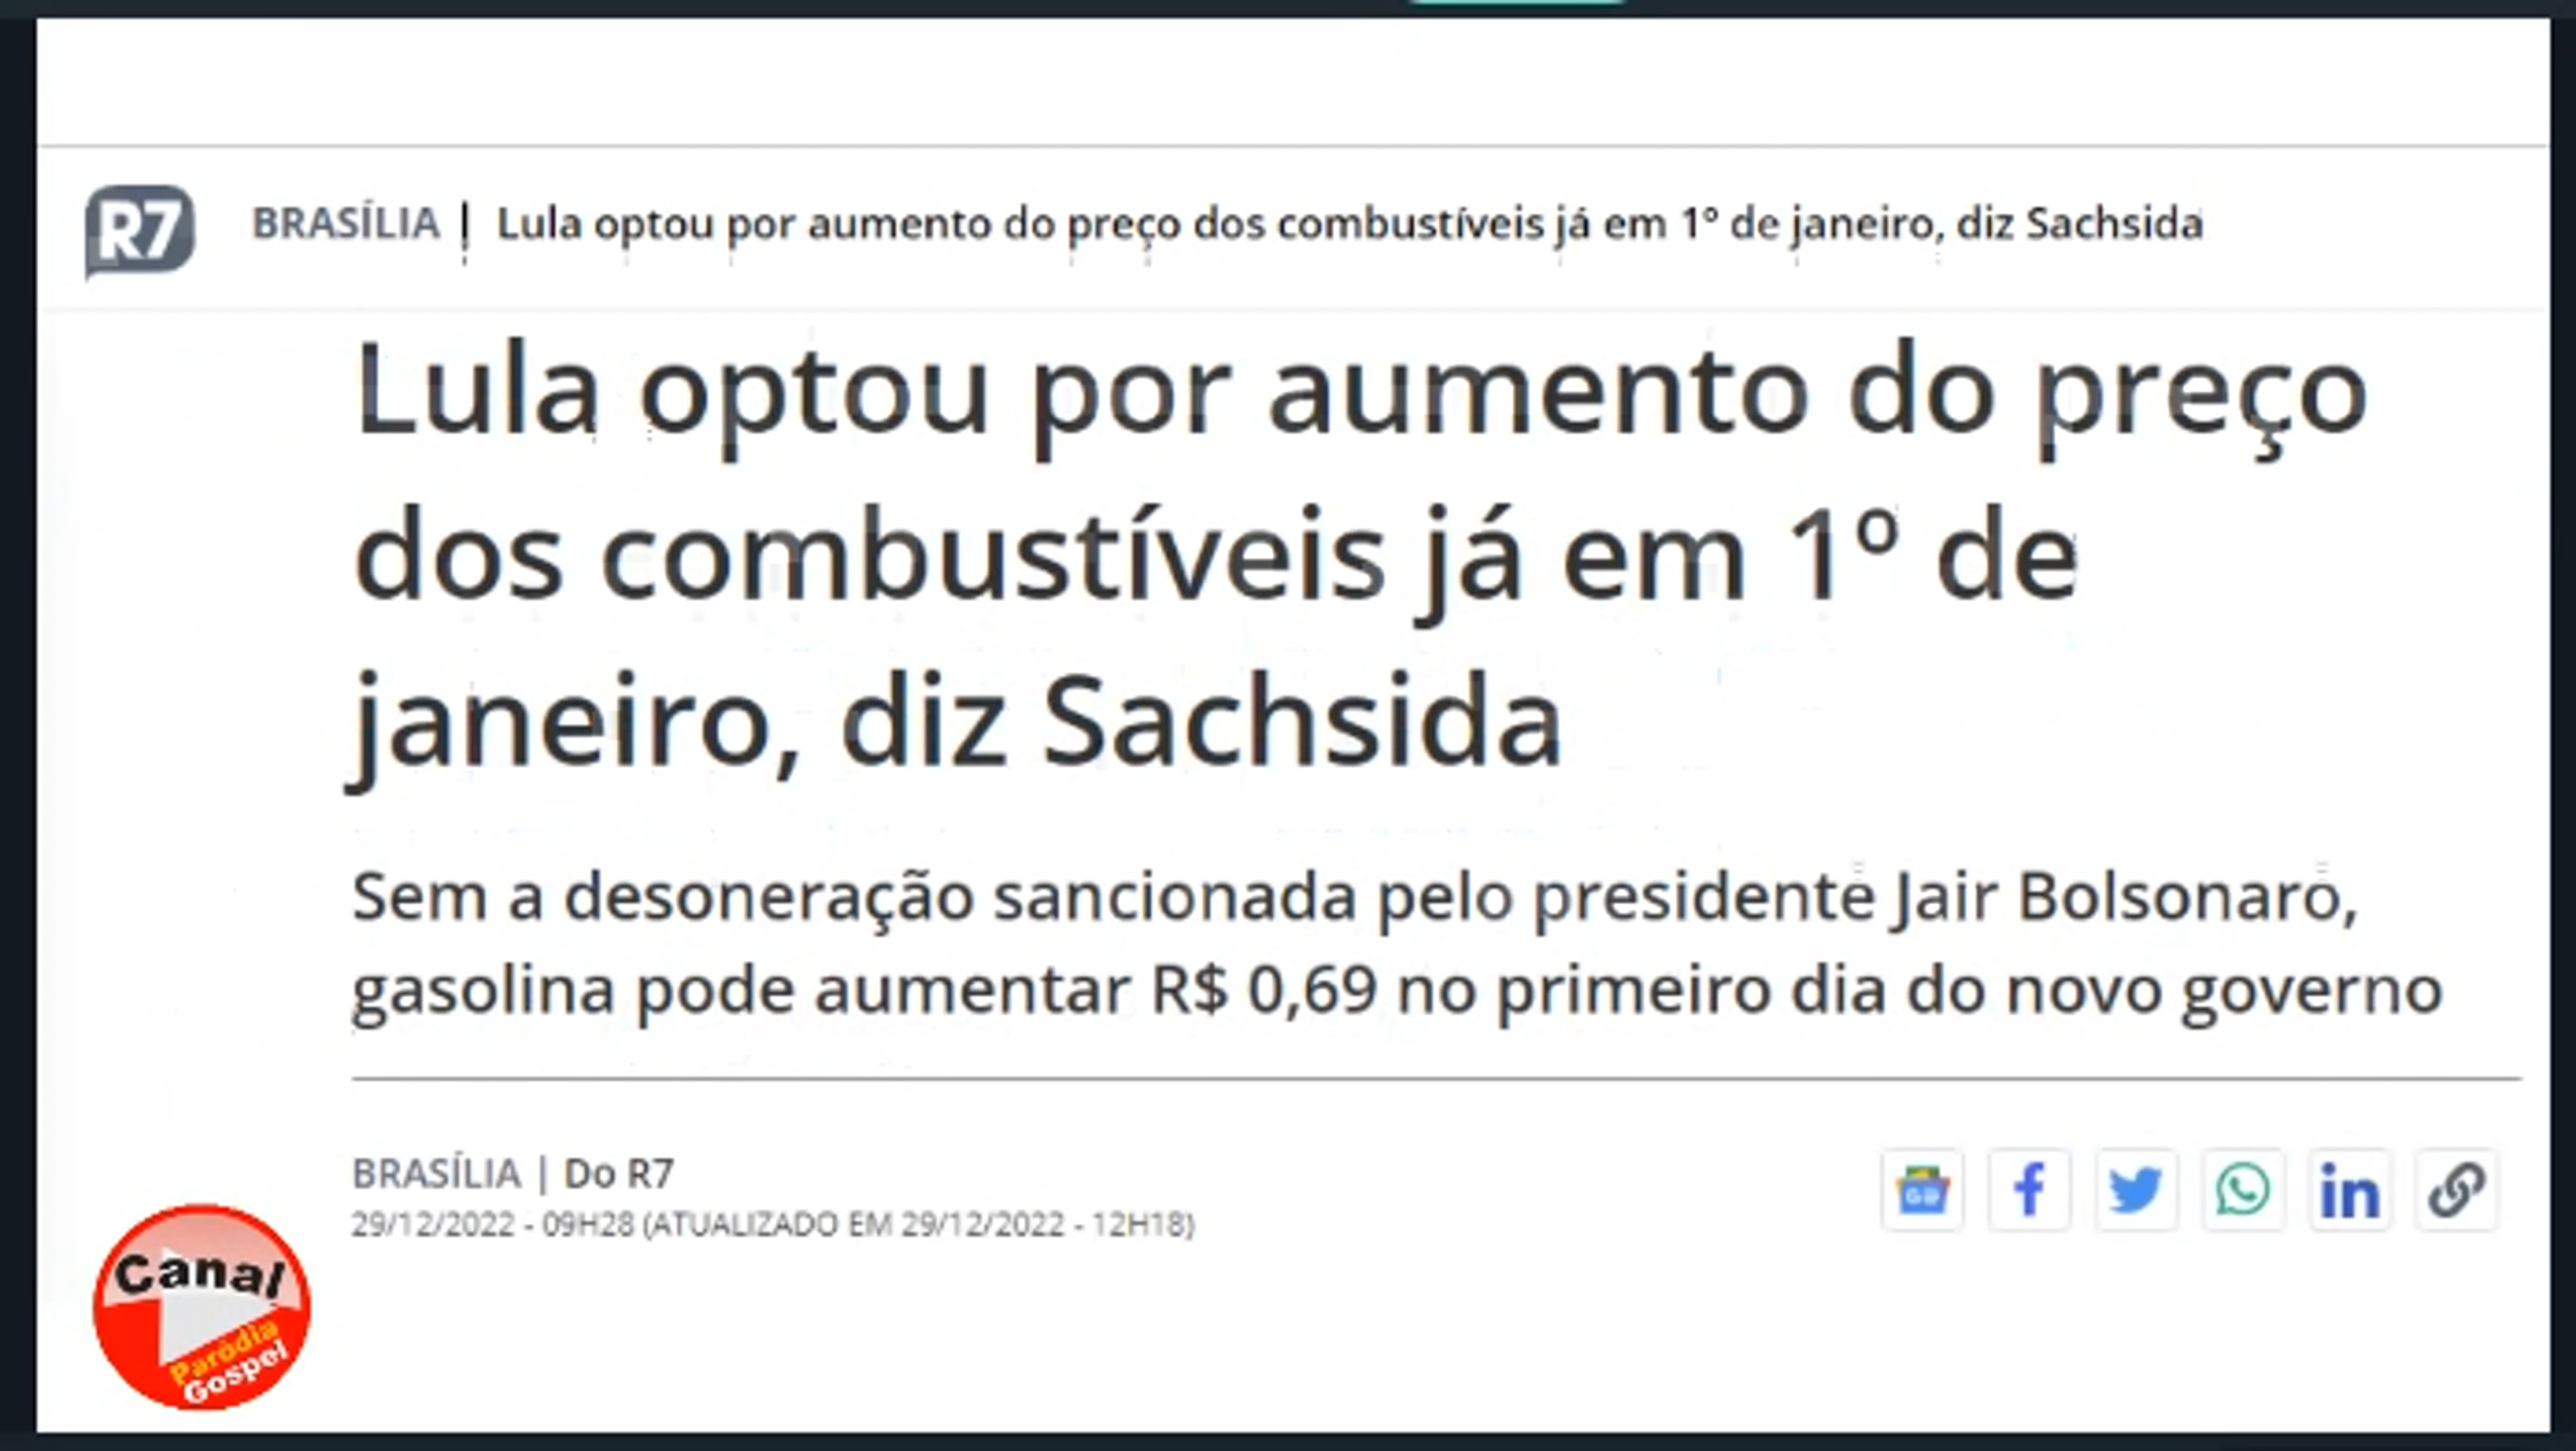 R7 BRASÍLIA | Lula optou por aumento do preço dos combustíveis já em 1º de janeiro, diz Sachsida
Lula optou por aumento do preço
dos combustíveis já em 1º de
janeiro, diz Sachsida
Sem a desoneração sancionada pelo presidente Jair Bolsonaro,
gasolina pode aumentar R$ 0,69 no primeiro dia do novo governo
BRASÍLIA | Do R7
29/12/2022 - 09H28 (ATUALIZADO EM 29/12/2022 - 12H18)
Canal
Paródia
Gospel